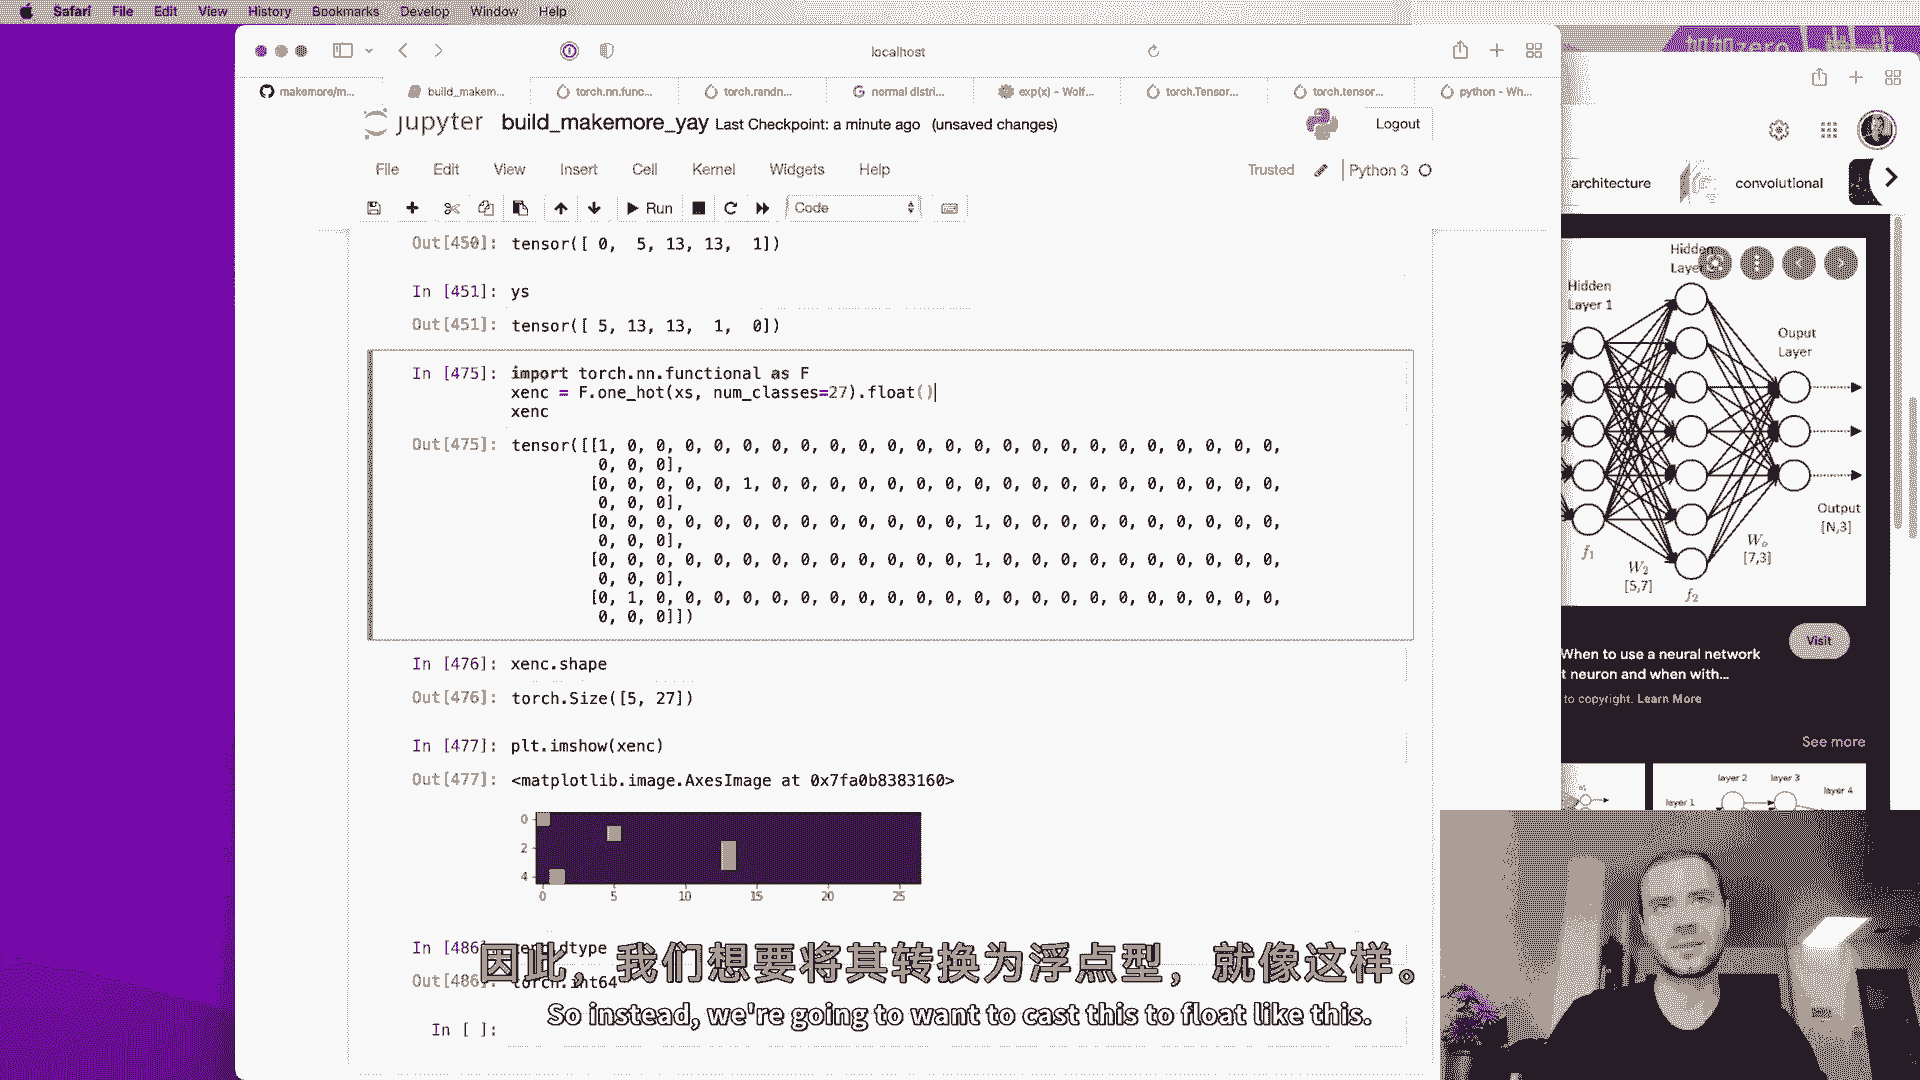 Safari File Edit View History Bookmarks Develop Window Help
localhost
makemore/m...
build_makem...
torch.nn.func...
torch.randn...
normal distri...
exp(x) - Wolf...
torch.Tensor...
torch.tensor...
python - Wh...
jupyter build_makemore_yay Last Checkpoint: a minute ago (unsaved changes)
Logout
File Edit View Insert Cell Kernel Widgets Help
Trusted
Python 3
Run
Code
Out[450]: tensor([ 0, 5, 13, 13, 1])
In [451]: ys
Out[451]: tensor([ 5, 13, 13, 1, 0])
In [475]: import torch.nn.functional as F
xenc = F.one_hot(xs, num_classes=27).float()
xenc
Out[475]: tensor([[1, 0, 0, 0, 0, 0, 0, 0, 0, 0, 0, 0, 0, 0, 0, 0, 0, 0, 0, 0, 0, 0, 0, 0,
0, 0, 0],
[0, 0, 0, 0, 0, 1, 0, 0, 0, 0, 0, 0, 0, 0, 0, 0, 0, 0, 0, 0, 0, 0, 0, 0,
0, 0, 0],
[0, 0, 0, 0, 0, 0, 0, 0, 0, 0, 0, 0, 0, 1, 0, 0, 0, 0, 0, 0, 0, 0, 0, 0,
0, 0, 0],
[0, 0, 0, 0, 0, 0, 0, 0, 0, 0, 0, 0, 0, 1, 0, 0, 0, 0, 0, 0, 0, 0, 0, 0,
0, 0, 0],
[0, 1, 0, 0, 0, 0, 0, 0, 0, 0, 0, 0, 0, 0, 0, 0, 0, 0, 0, 0, 0, 0, 0, 0,
0, 0, 0]])
In [476]: xenc.shape
Out[476]: torch.Size([5, 27])
In [477]: plt.imshow(xenc)
Out[477]: <matplotlib.image.AxesImage at 0x7fa0b8383160>
0
2
4
0 5 10 15 20 25
In [486]: xenc.dtype
Out[486]: torch.int64
In [ ]:
因此，我们想要将其转换为浮点型，就像这样。
So instead, we're going to want to cast this to float like this.
architecture
convolutional
Hidden
Layer
Hidden
Layer 1
Ouput
Layer
Output
[N,3]
f₁
W₂
[5,7]
f₂
Wₒ
[7,3]
Visit
When to use a neural network
t neuron and when with...
to copyright. Learn More
See more
layer 1
layer 2
layer 3
layer 4